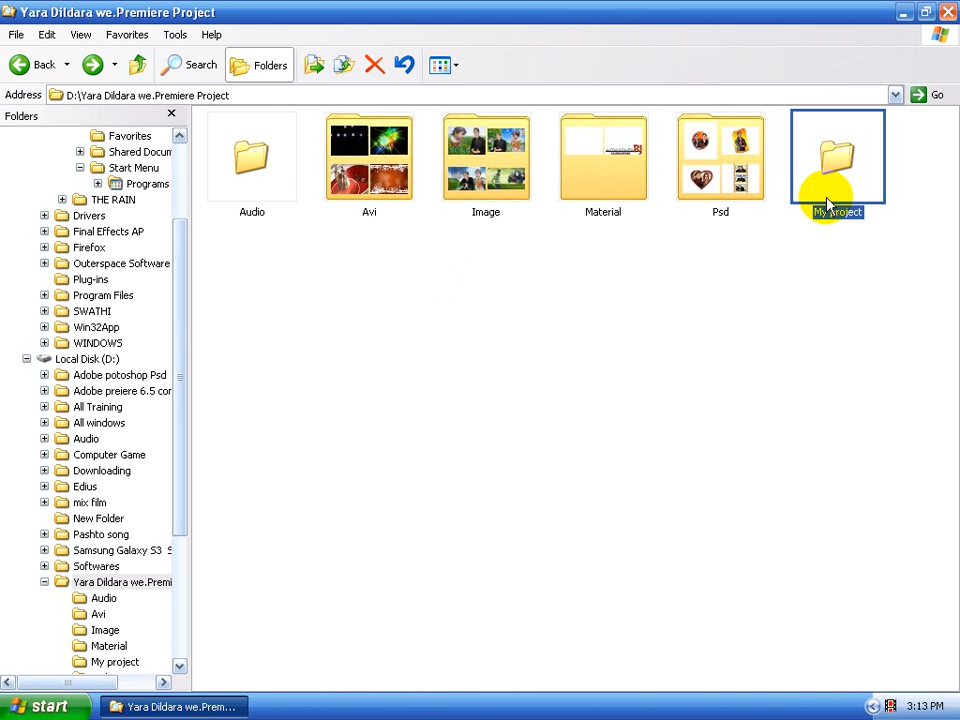 Yara Dildara we.Premiere Project
File Edit View Favorites Tools Help
Back Search Folders
Address D:\Yara Dildara we.Premiere Project Go
Folders
Favorites
Shared Docum
Start Menu
Programs
THE RAIN
Drivers
Final Effects AP
Firefox
Outerspace Software
Plug-ins
Program Files
SWATHI
Win32App
WINDOWS
Local Disk (D:)
Adobe potoshop Psd
Adobe preiere 6.5 cor
All Training
All windows
Audio
Computer Game
Downloading
Edius
mix film
New Folder
Pashto song
Samsung Galaxy S3 S
Softwares
Yara Dildara we.Premi
Audio
Avi
Image
Material
My project
Audio Avi Image Material Psd My project
start Yara Dildara we.Prem... 3:13 PM